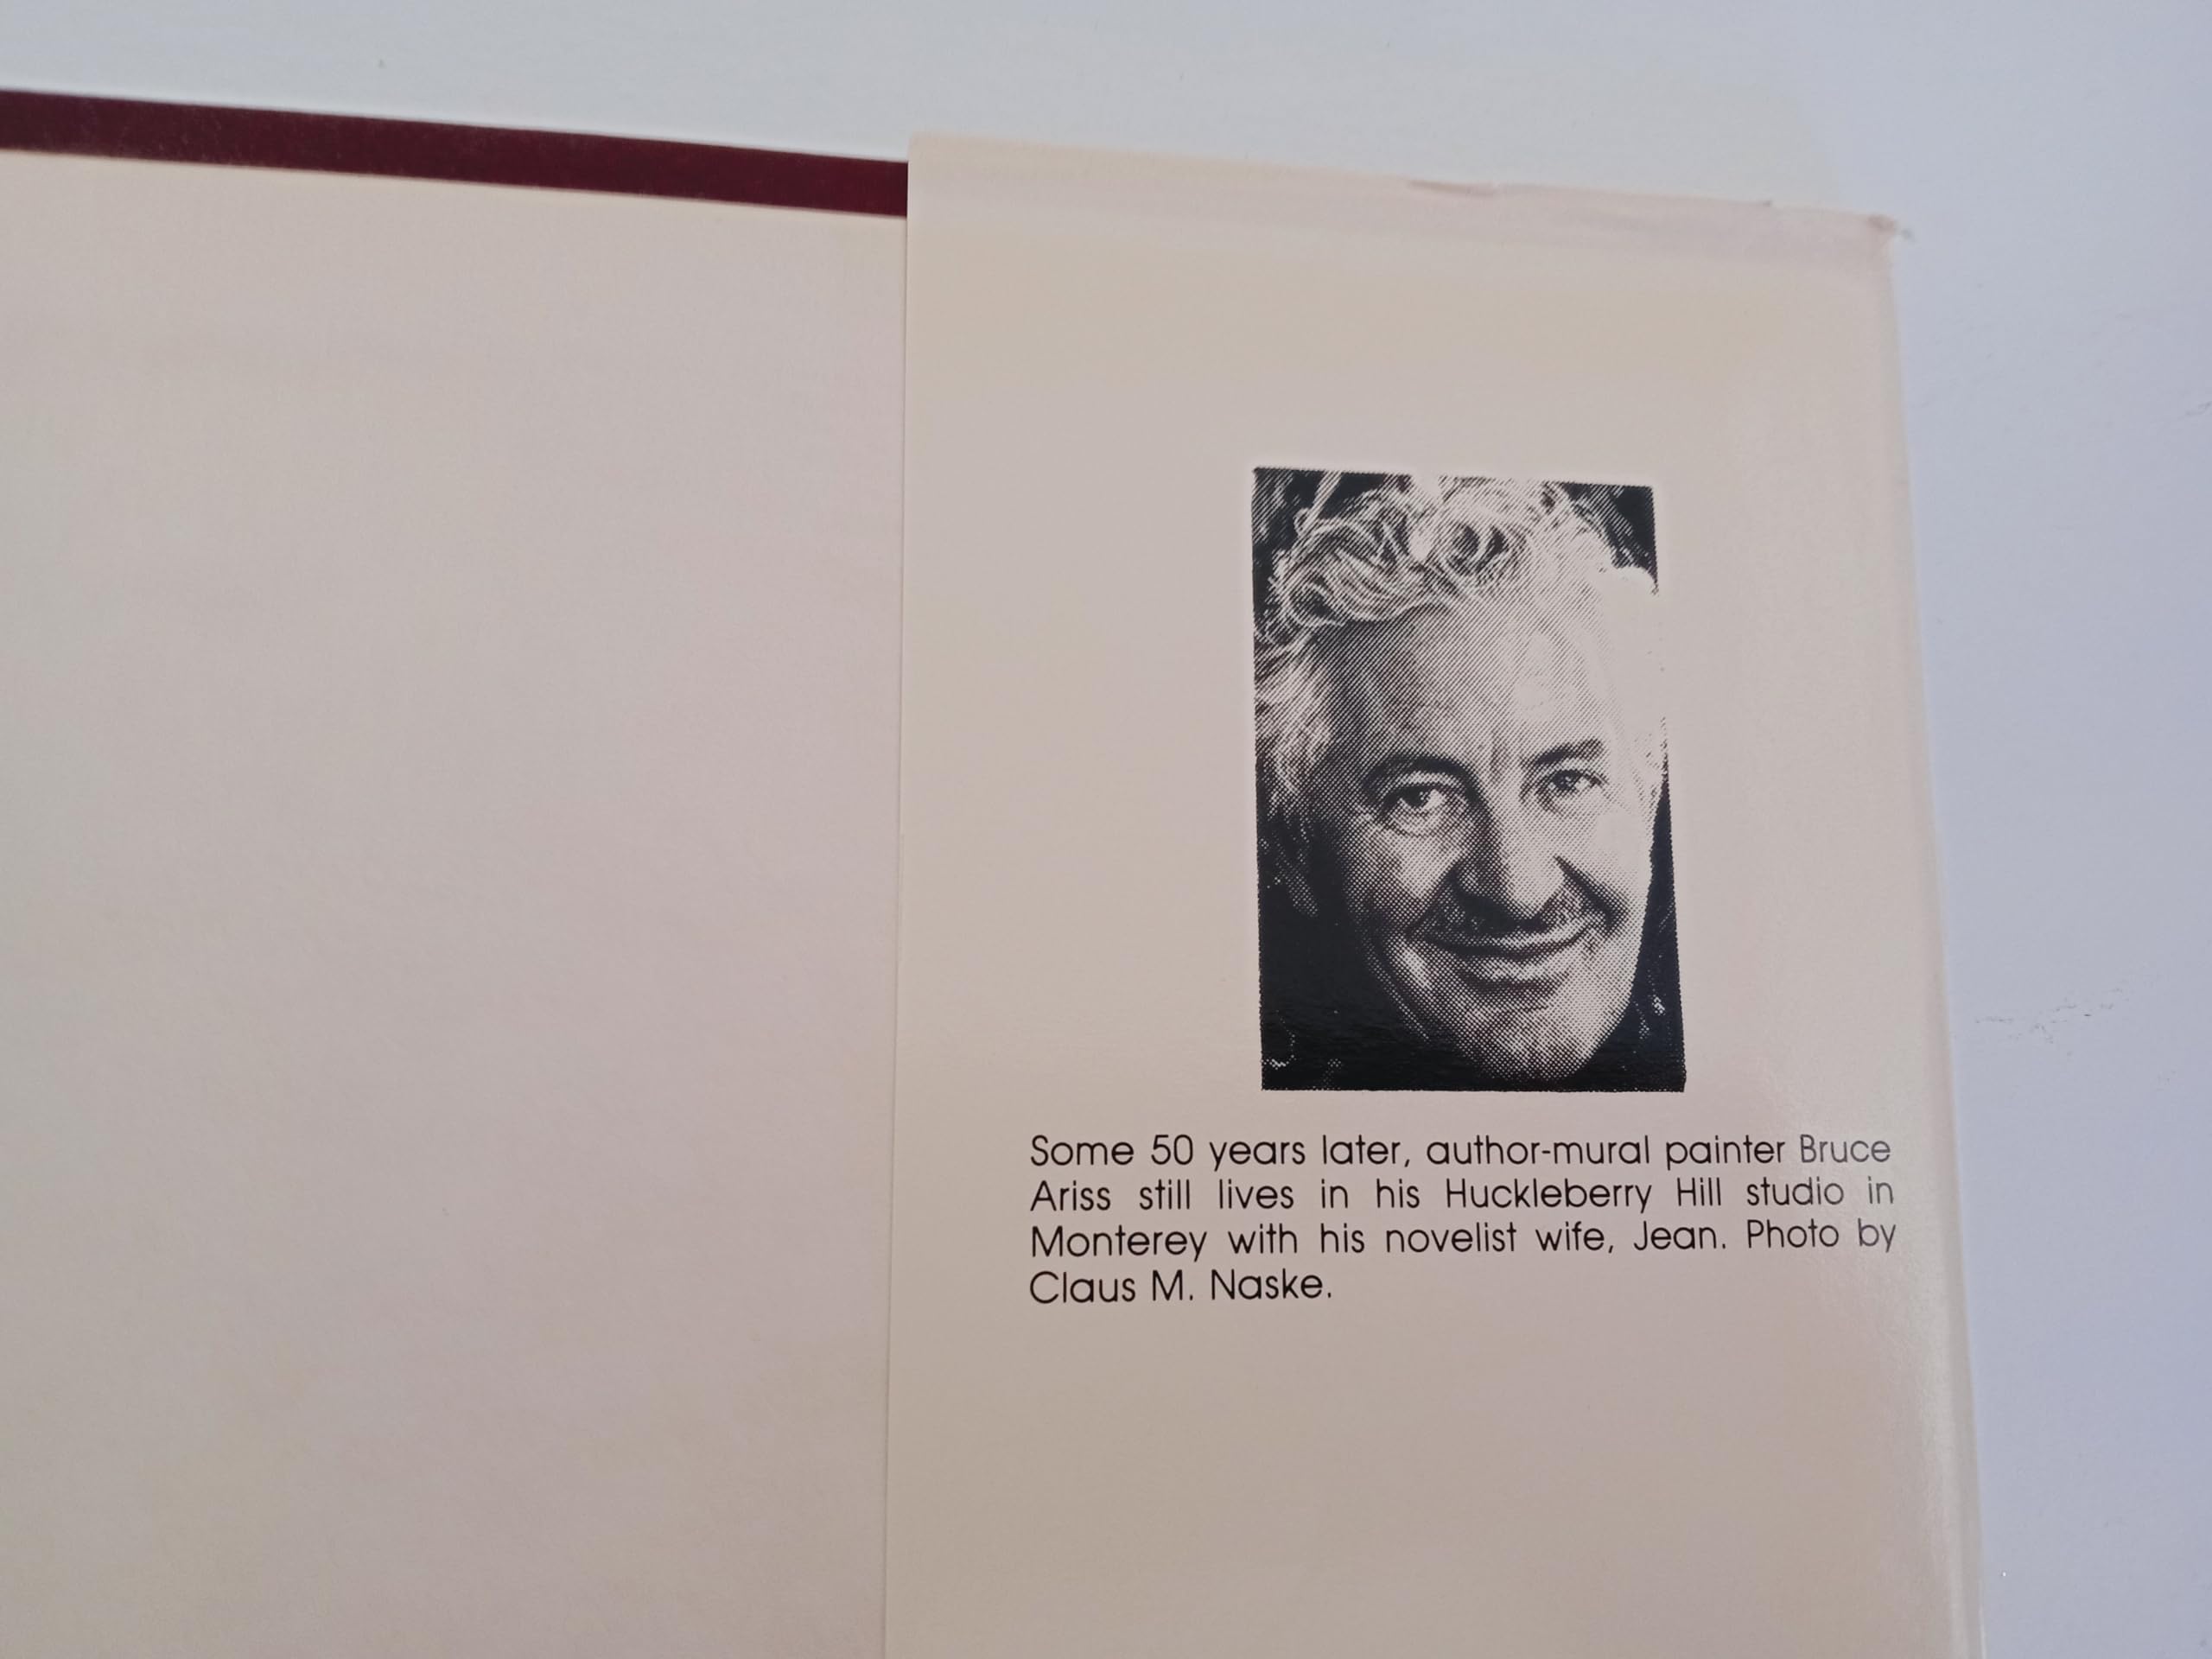 Some 50 years later, author-mural painter Bruce
Ariss still lives in his Huckleberry Hill studio in
Monterey with his novelist wife, Jean. Photo by
Claus M. Naske.